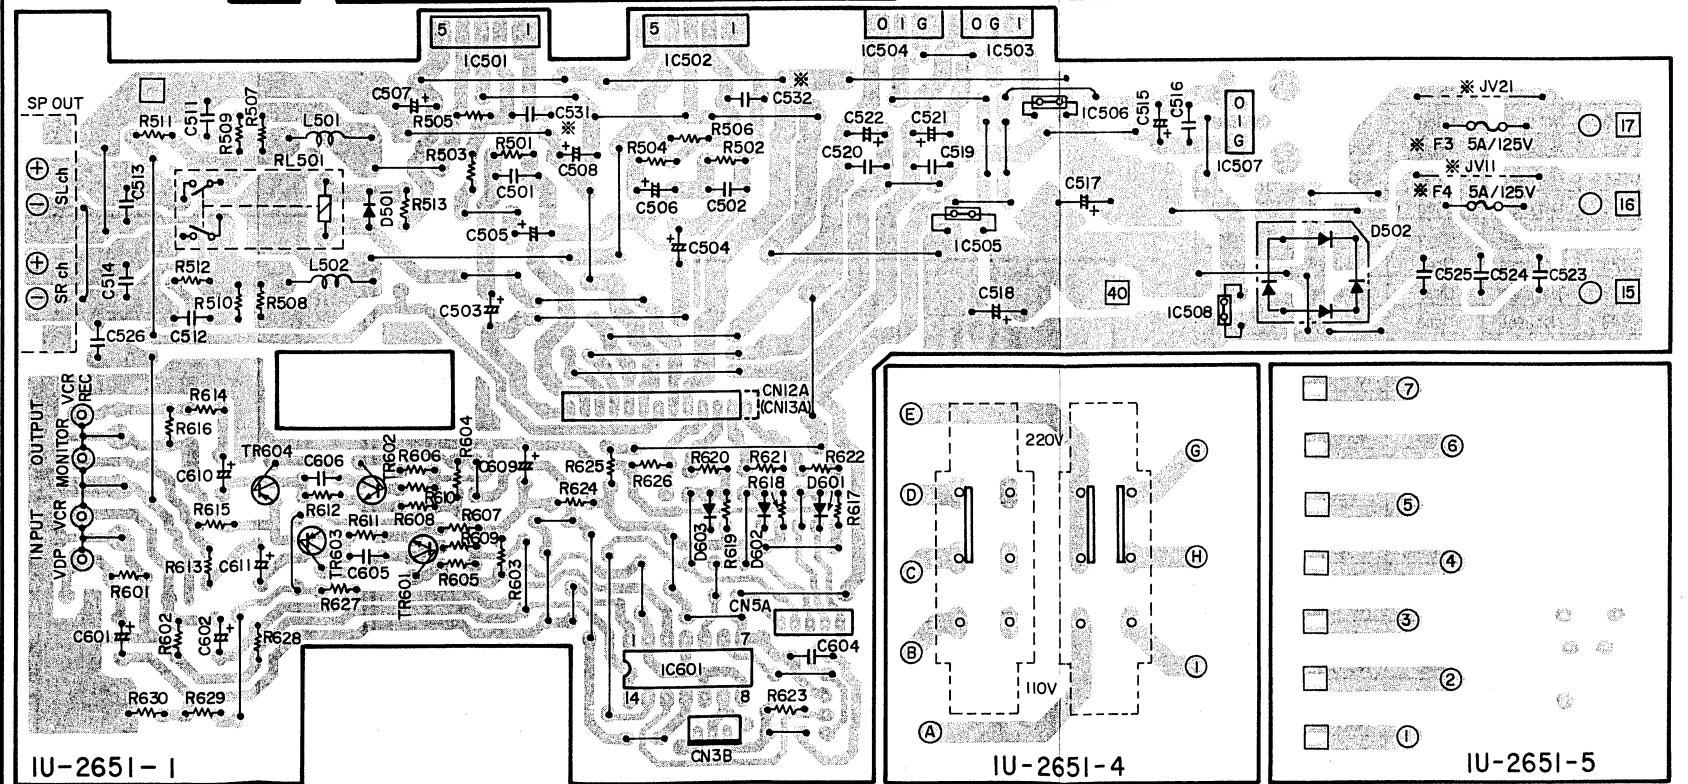 5 1 5 1 O I G O G I
IC501 IC502 IC504 IC503
SP OUT
C511 R507 C507 C531 ※ C532 IC506 C515 C516 O I G ※ JV21
R511 R509 L501 R505 ※ R506 C522 C521 17
RL501 R503 R501 C508 R504 R502 C520 C519 IC507 ※ F3 5A/125V
⊕ SL ch ⊖ C513 D501 R513 C501 C506 C502 C517 ※ JV11
※ F4 5A/125V 16
C505 C504 IC505 D502
⊕ SR ch ⊖ C514 R512 L502 C525 C524 C523
R510 R508 C503 C518 40 IC508 15
C526 C512
VCR REC R614 CN12A
(CN13A)
OUTPUT MONITOR R616 TR604 R602 R606 R604 C609 R625 R620 R621 R622
C610 C606 R610 R626 R618 D601
INPUT VCR R615 R612 R611 R608 R607 R624 R617
VDP R613 C611 TR603 C605 R609 R605 R603 D603 R619 D602
R601 R627 TR601 CN5A
C601 R602 C602 R628 1 7 C604
IC601
14 8
R630 R629 R623
CN3B
1U-2651-1
E
220V
G
D
C H
B I
110V
A
1U-2651-4
7
6
5
4
3
2
1
1U-2651-5